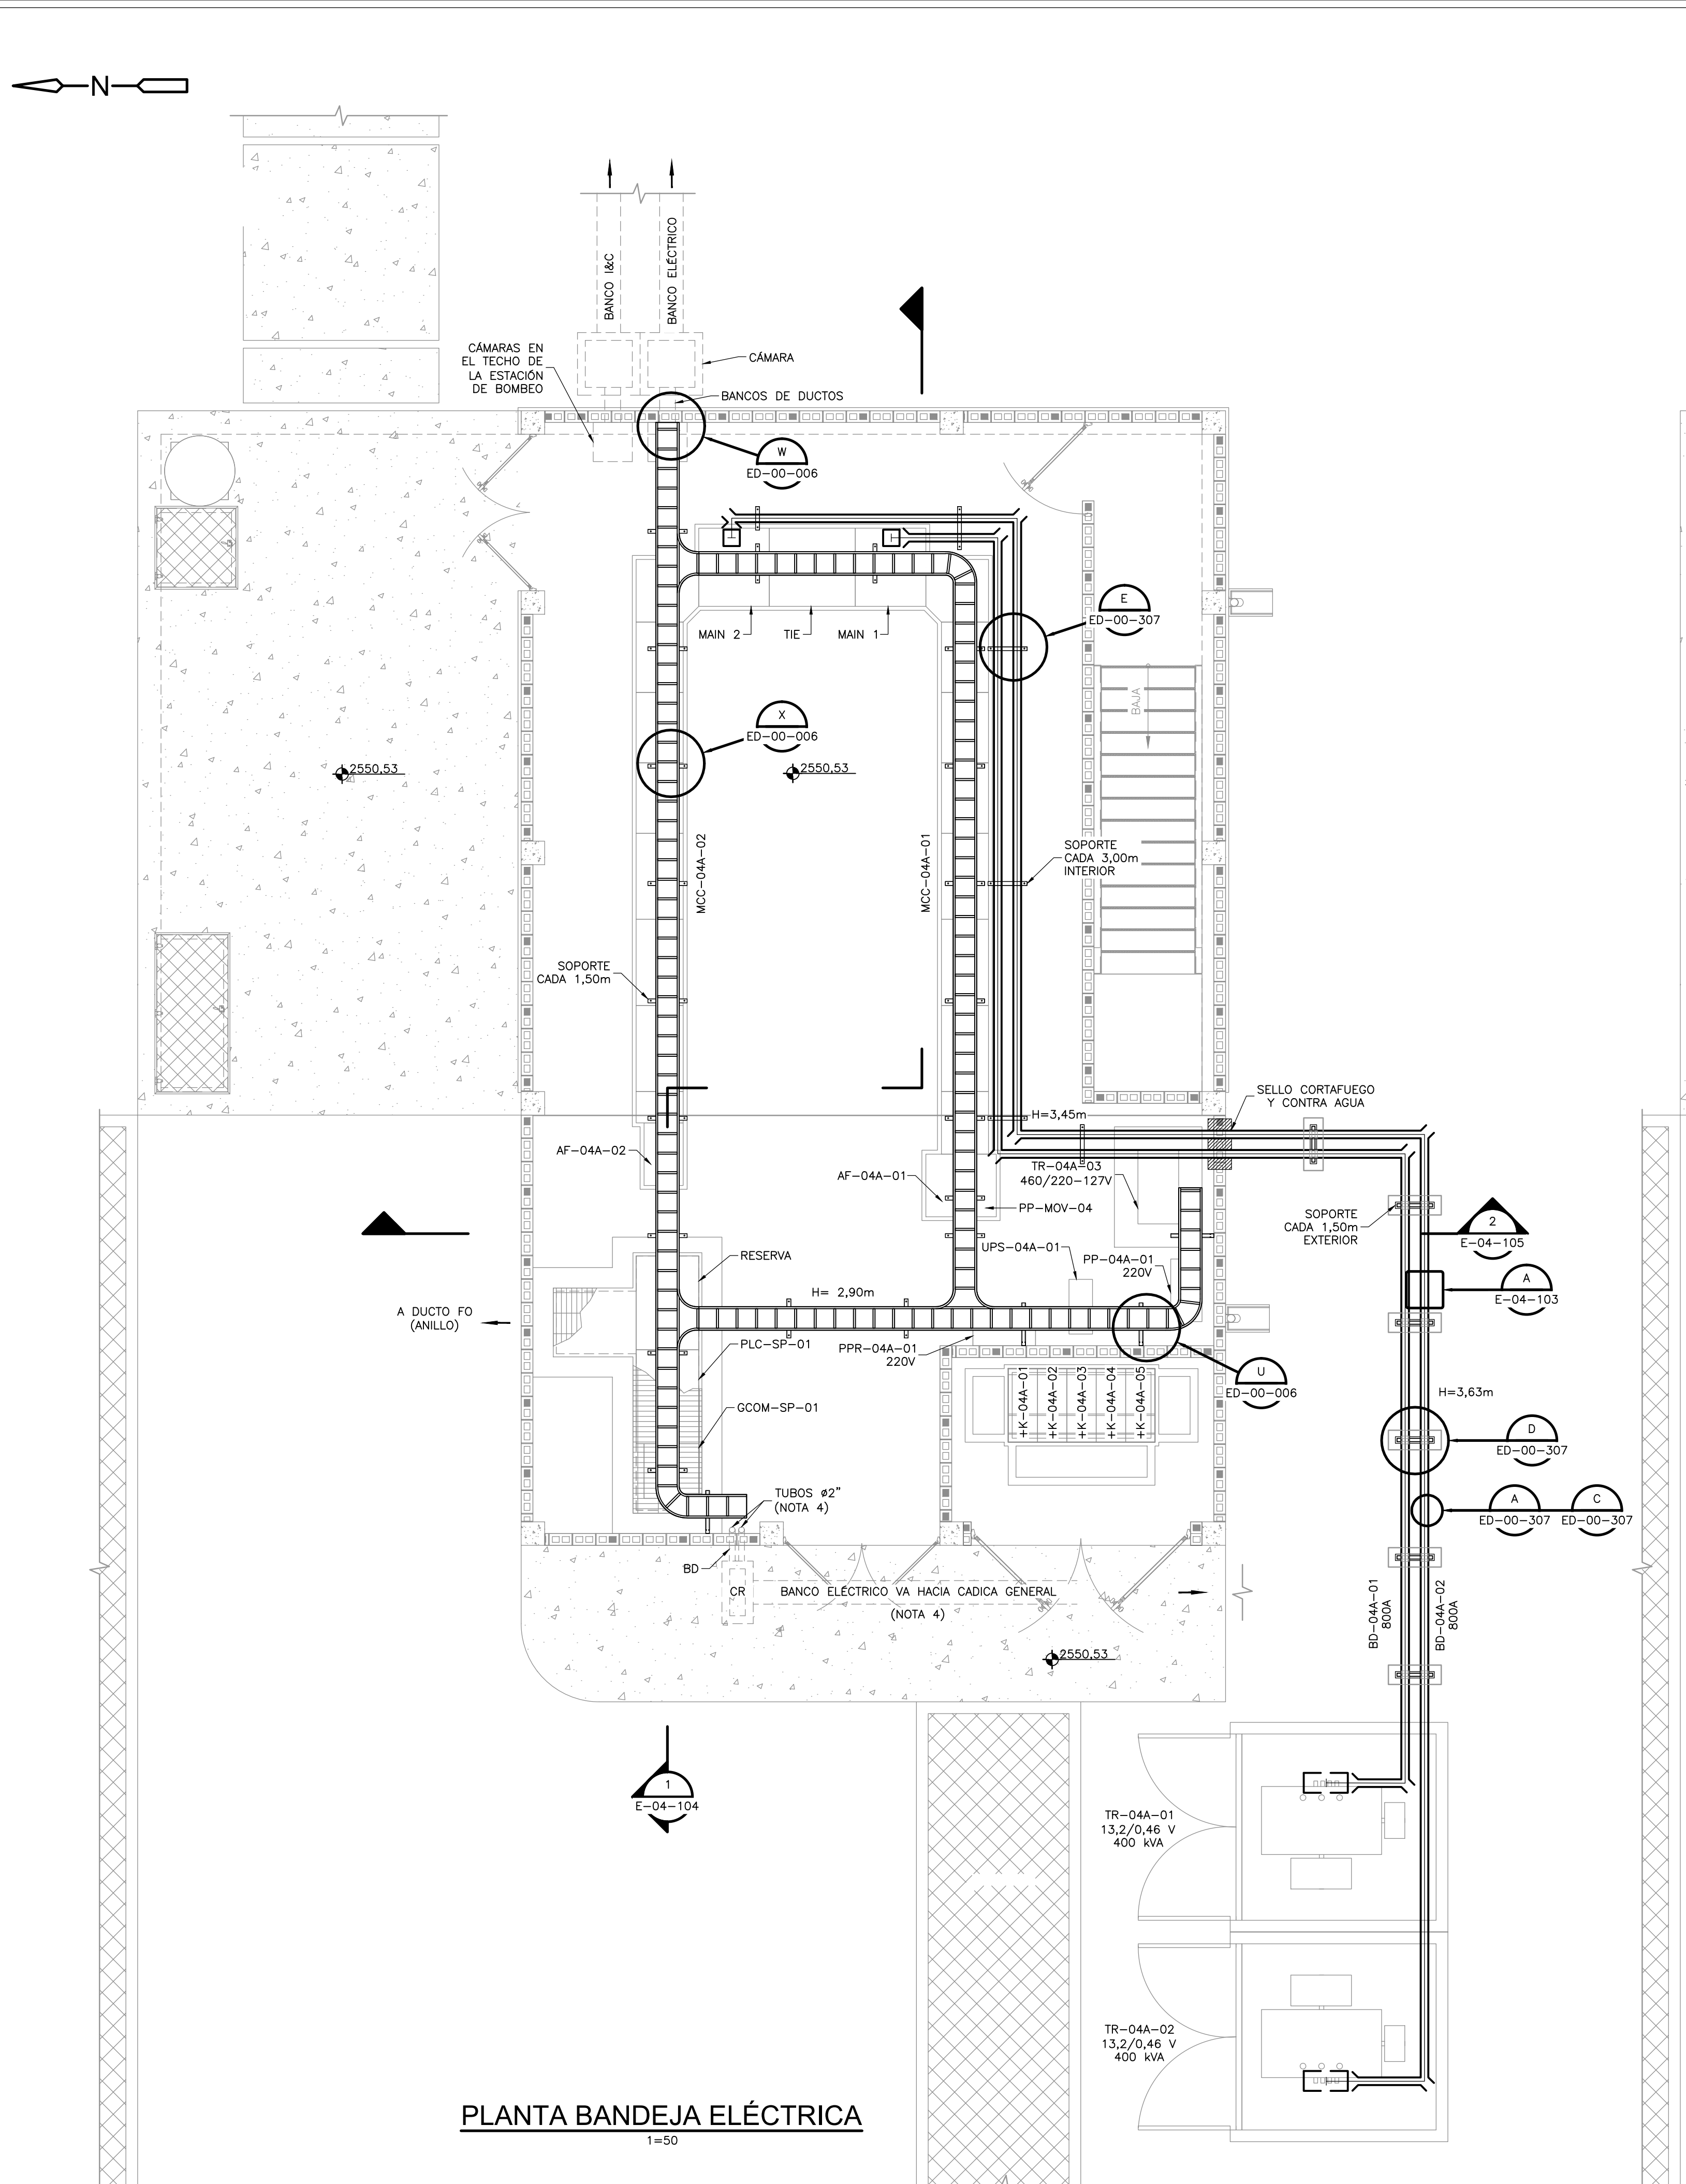 N
BANCO I&C
BANCO ELÉCTRICO
CÁMARAS EN
EL TECHO DE
LA ESTACIÓN
DE BOMBEO
CÁMARA
BANCOS DE DUCTOS
W
ED-00-006
E
ED-00-307
MAIN 2
TIE
MAIN 1
BAJA
X
ED-00-006
2550,53
2550,53
MCC-04A-02
MCC-04A-01
SOPORTE
CADA 3,00m
INTERIOR
SOPORTE
CADA 1,50m
SELLO CORTAFUEGO
Y CONTRA AGUA
H=3,45m
AF-04A-02
AF-04A-01
TR-04A-03
460/220-127V
PP-MOV-04
SOPORTE
CADA 1,50m
EXTERIOR
2
E-04-105
RESERVA
UPS-04A-01
PP-04A-01
220V
A
E-04-103
H= 2,90m
A DUCTO FO
(ANILLO)
PLC-SP-01
PPR-04A-01
220V
U
ED-00-006
+K-04A-01
+K-04A-02
+K-04A-03
+K-04A-04
+K-04A-05
H=3,63m
GCOM-SP-01
D
ED-00-307
TUBOS ø2"
(NOTA 4)
A
ED-00-307
C
ED-00-307
BD
CR
BANCO ELÉCTRICO VA HACIA CADICA GENERAL
(NOTA 4)
BD-04A-01
800A
BD-04A-02
800A
2550,53
1
E-04-104
TR-04A-01
13,2/0,46 V
400 kVA
TR-04A-02
13,2/0,46 V
400 kVA
PLANTA BANDEJA ELÉCTRICA
1=50